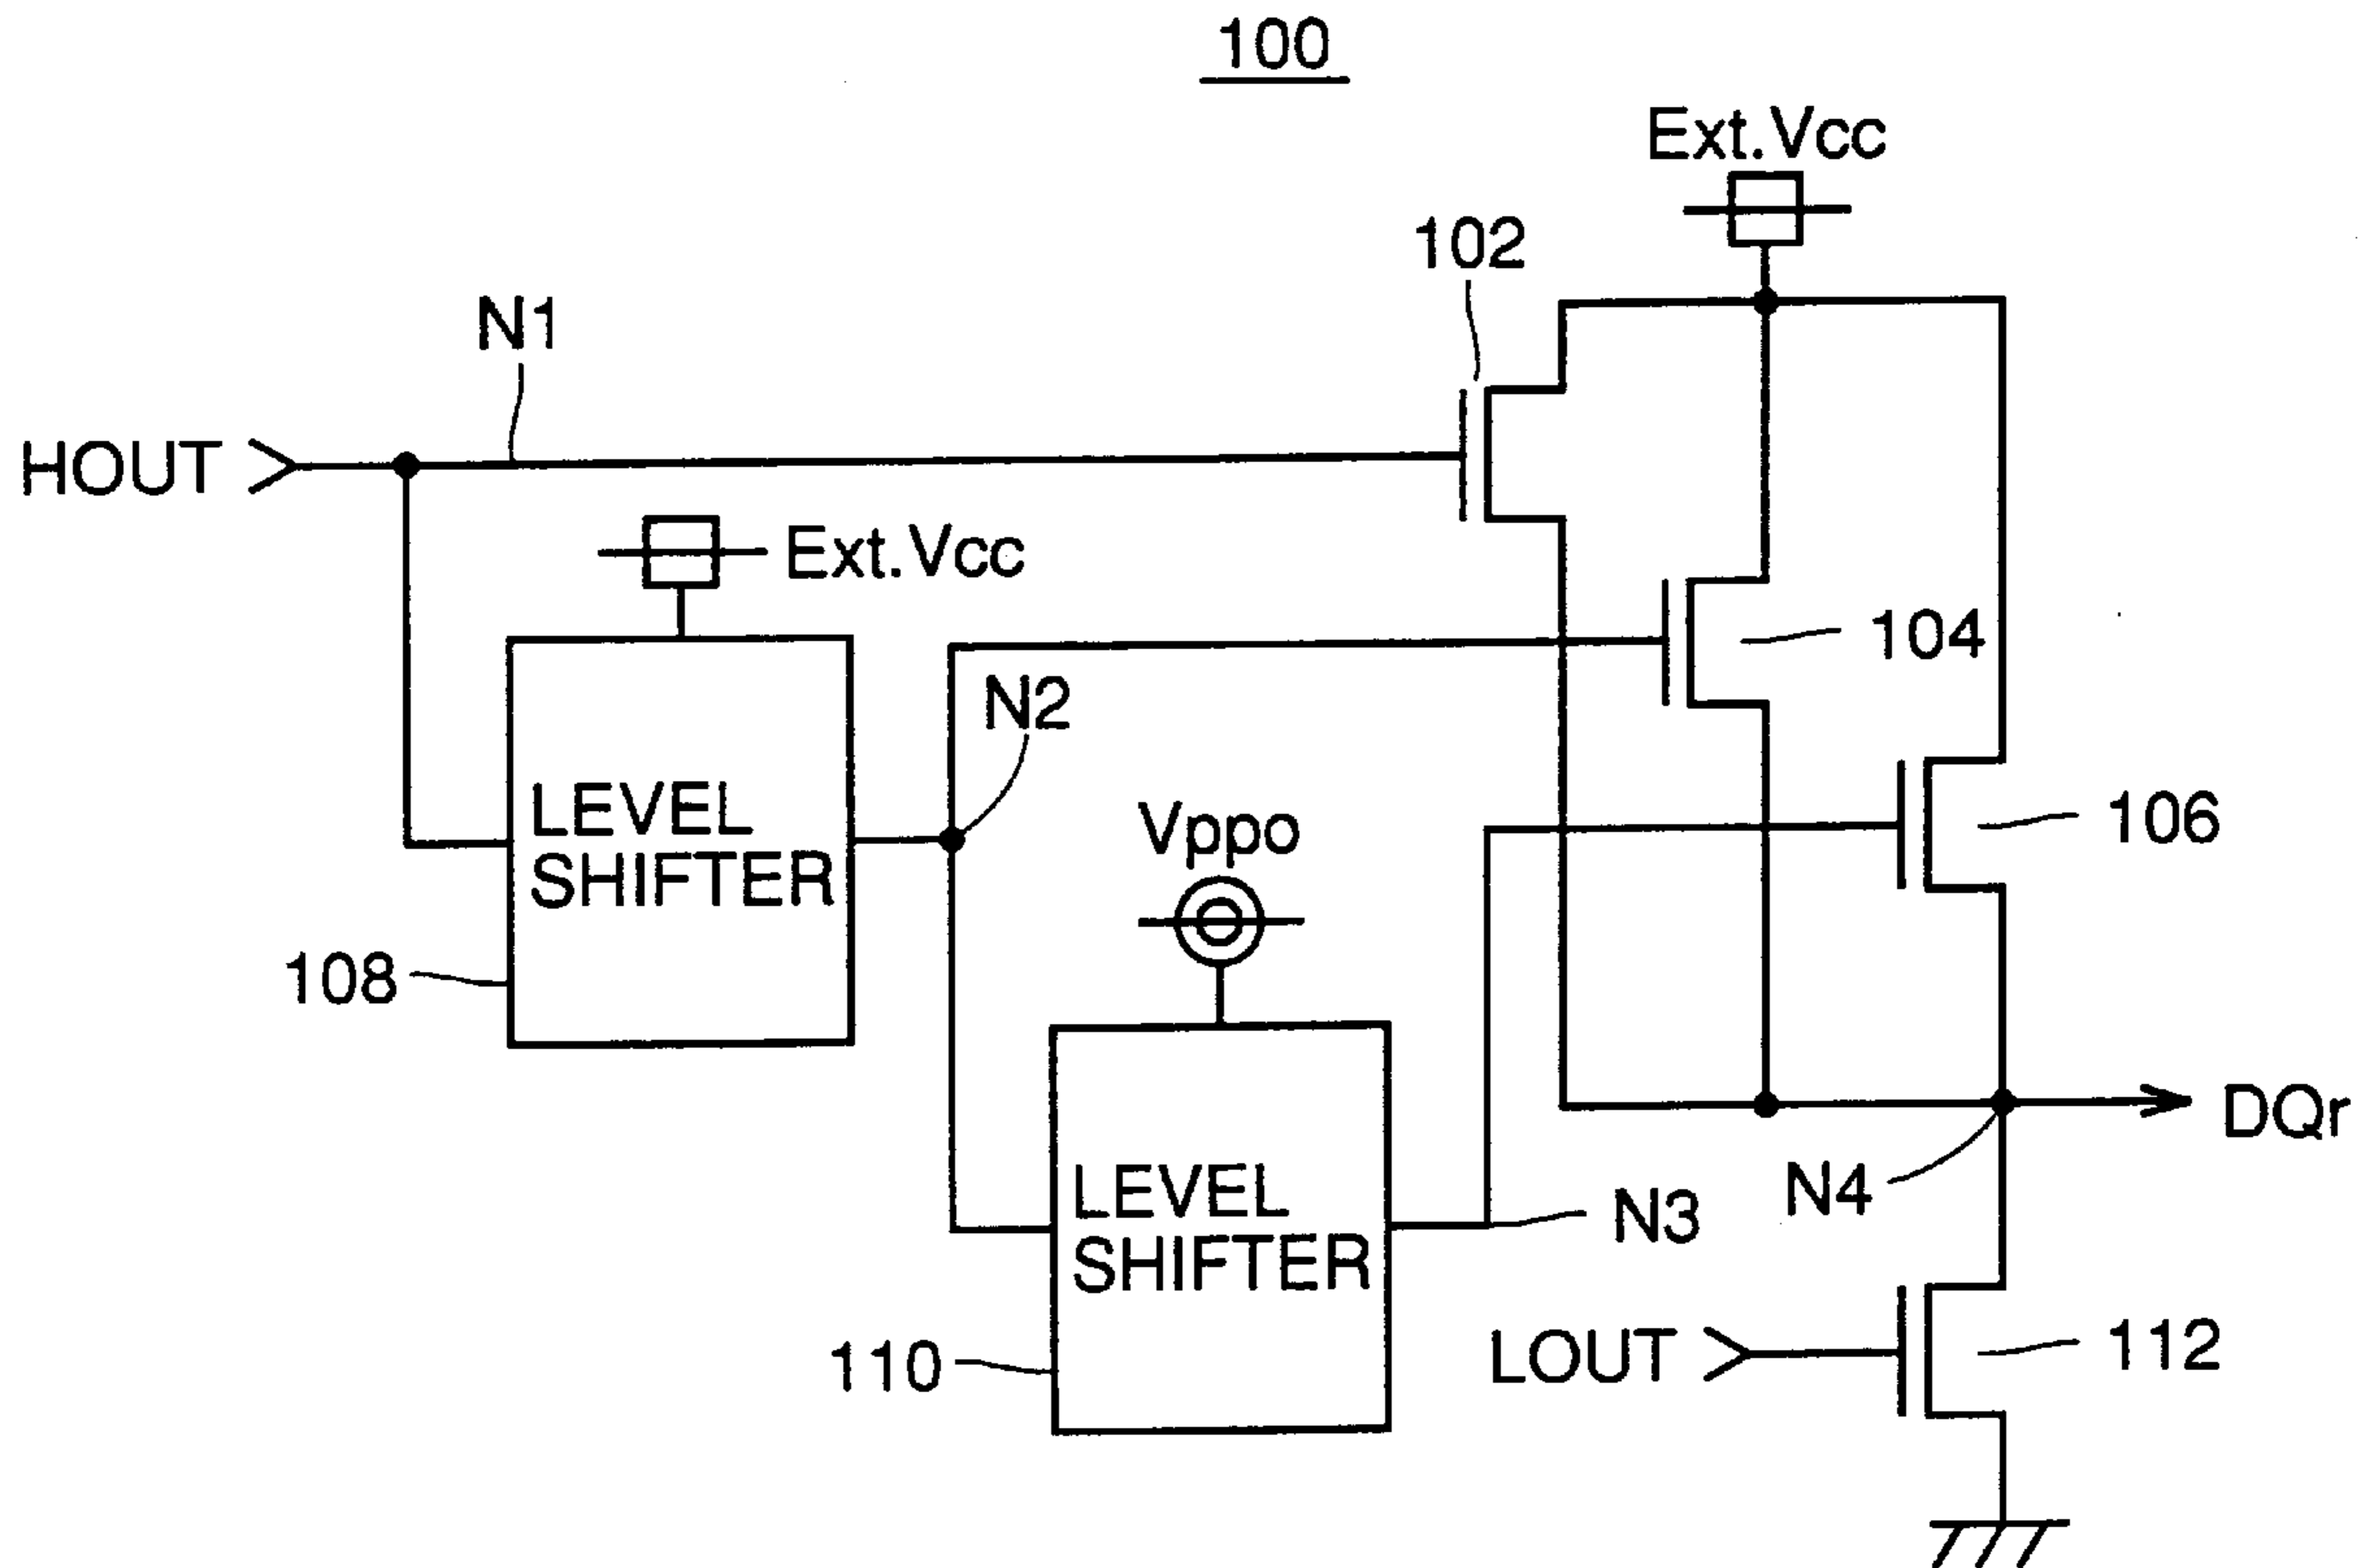 100
Ext.Vcc
102
N1
HOUT
Ext.Vcc
104
N2
LEVEL
SHIFTER
Vppo
106
108
DQr
N4
N3
LEVEL
SHIFTER
110
LOUT
112